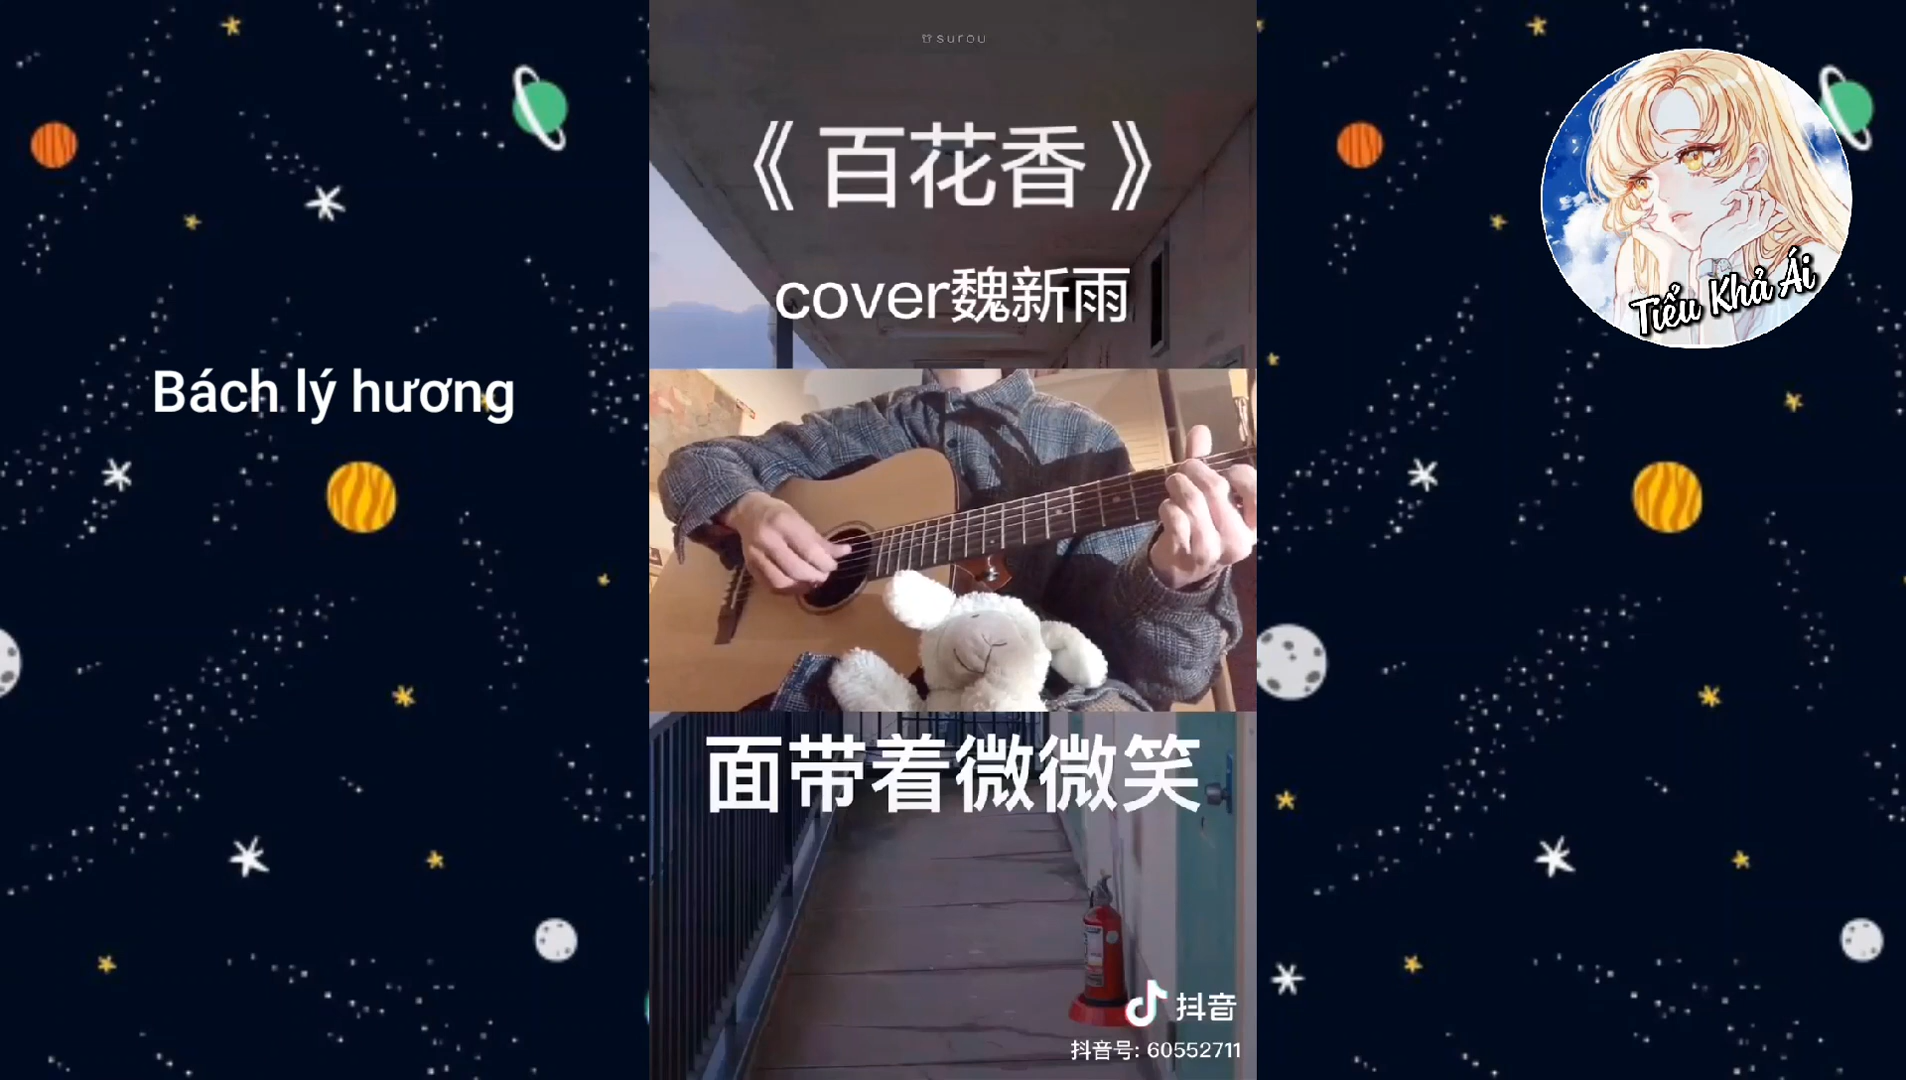 surou
《百花香》
cover魏新雨
Bách lý hương
Tiểu Khả Ái
面带着微微笑
抖音
抖音号: 60552711